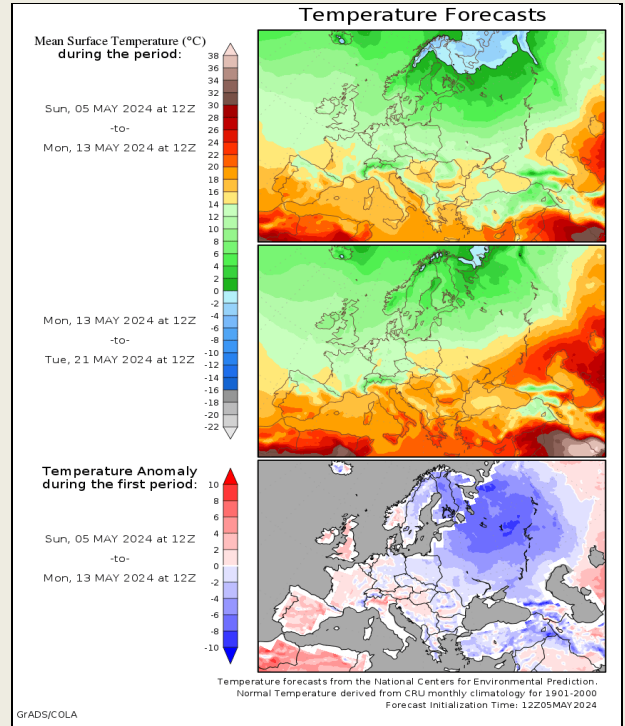 Temperature Forecasts
Mean Surface Temperature (°C)
during the period:
38
36
34
32
30
28
26
24
22
20
18
16
14
12
10
8
6
4
2
0
-2
-4
-6
-8
-10
-12
-14
-16
-18
-20
-22
Sun, 05 MAY 2024 at 12Z
-to-
Mon, 13 MAY 2024 at 12Z
Mon, 13 MAY 2024 at 12Z
-to-
Tue, 21 MAY 2024 at 12Z
Temperature Anomaly
during the first period:
10
8
6
4
2
0
-2
-4
-6
-8
-10
Sun, 05 MAY 2024 at 12Z
-to-
Mon, 13 MAY 2024 at 12Z
Temperature forecasts from the National Centers for Environmental Prediction.
Normal Temperature derived from CRU monthly climatology for 1901-2000
Forecast Initialization Time: 12Z05MAY2024
GrADS/COLA